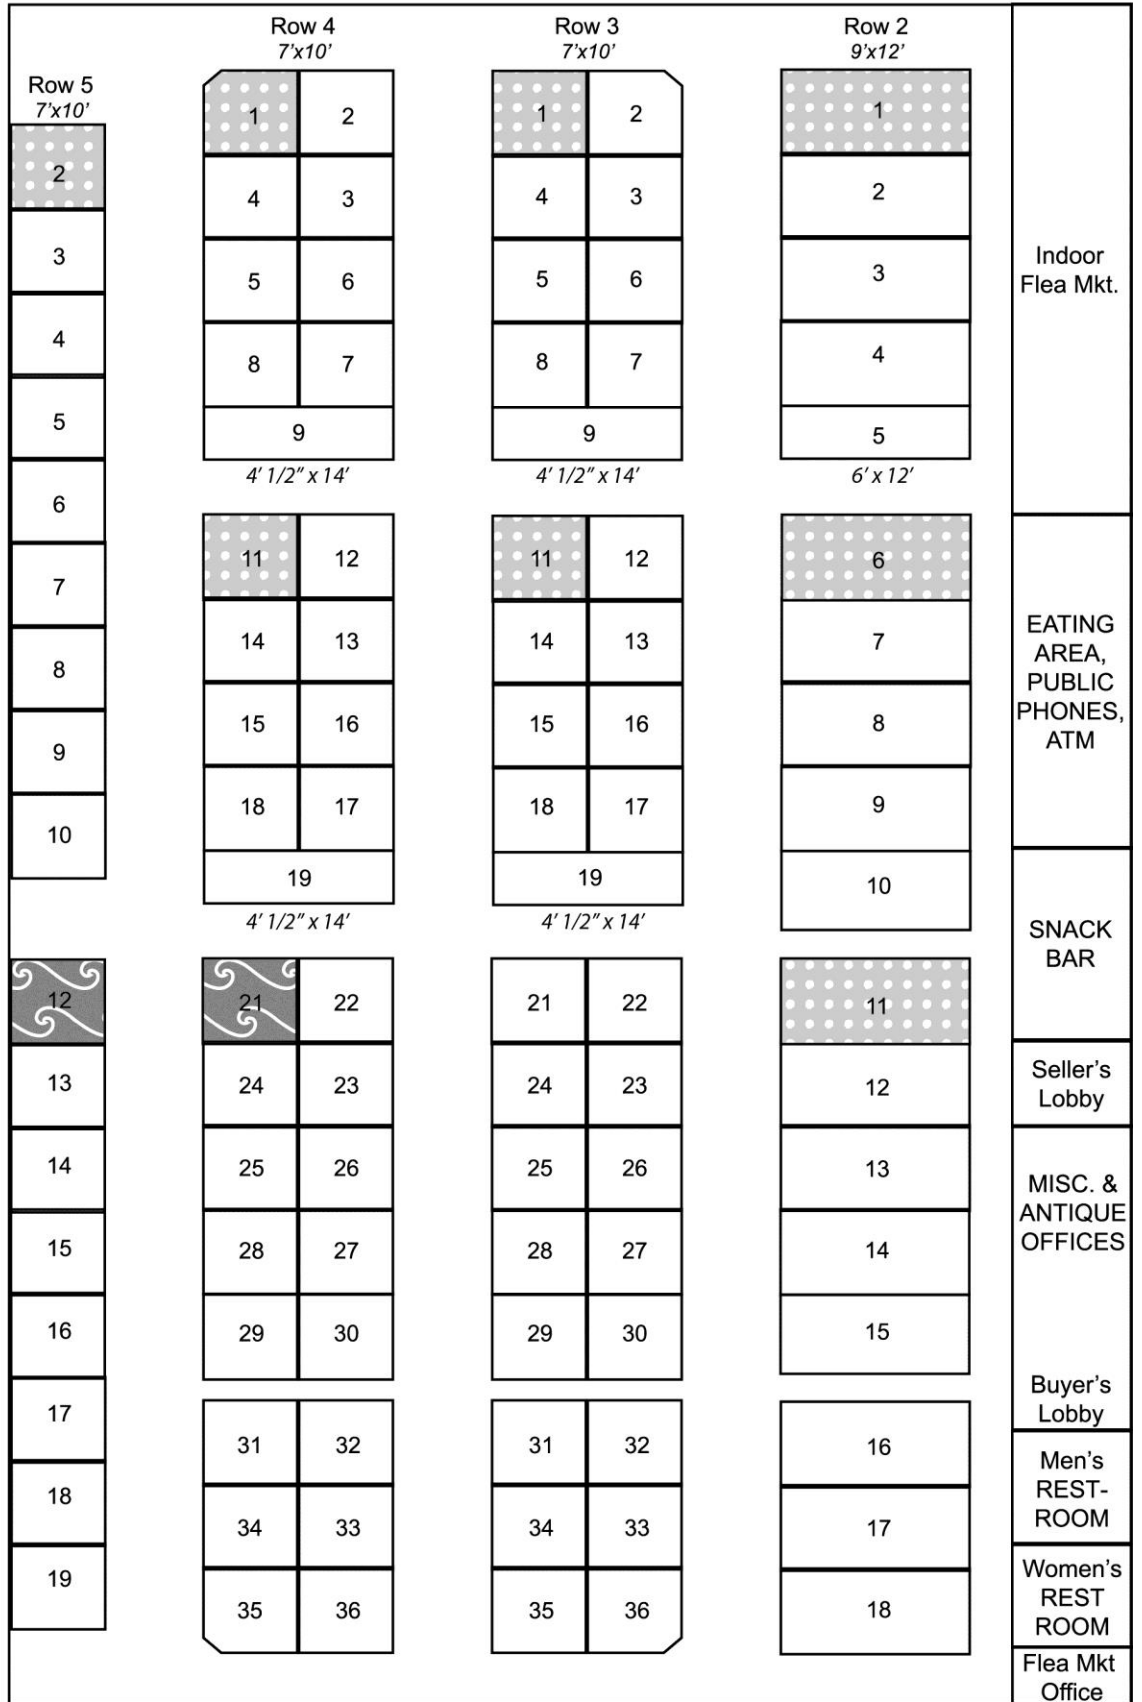 Row 5
7'x10'
2
3
4
5
6
7
8
9
10
12
13
14
15
16
17
18
19
Row 4
7'x10'
1 2
4 3
5 6
8 7
9
4' 1/2" x 14'
11 12
14 13
15 16
18 17
19
4' 1/2" x 14'
21 22
24 23
25 26
28 27
29 30
31 32
34 33
35 36
Row 3
7'x10'
1 2
4 3
5 6
8 7
9
4' 1/2" x 14'
11 12
14 13
15 16
18 17
19
4' 1/2" x 14'
21 22
24 23
25 26
28 27
29 30
31 32
34 33
35 36
Row 2
9'x12'
1
2
3
4
5
6' x 12'
6
7
8
9
10
11
12
13
14
15
16
17
18
Indoor
Flea Mkt.
EATING
AREA,
PUBLIC
PHONES,
ATM
SNACK
BAR
Seller's
Lobby
MISC. &
ANTIQUE
OFFICES
Buyer's
Lobby
Men's
REST-
ROOM
Women's
REST
ROOM
Flea Mkt
Office